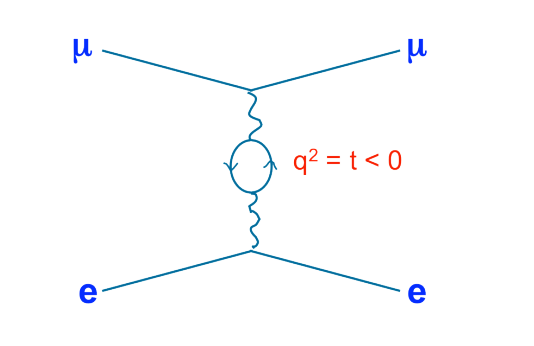 μ μ
q² = t < 0
e e